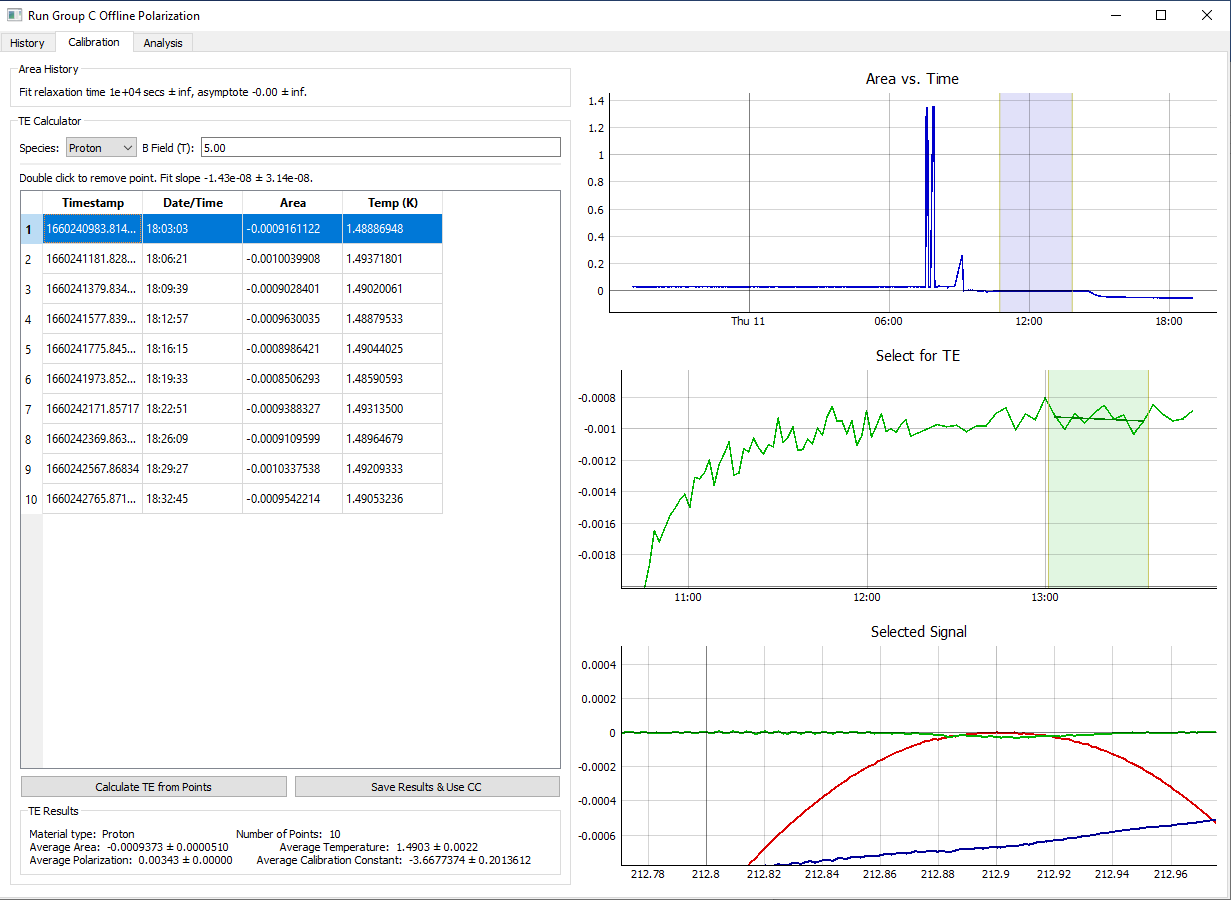 Run Group C Offline Polarization
History Calibration Analysis
Area History
Fit relaxation time 1e+04 secs ± inf, asymptote -0.00 ± inf.
TE Calculator
Species: Proton B Field (T): 5.00
Double click to remove point. Fit slope -1.43e-08 ± 3.14e-08.
Timestamp Date/Time Area Temp (K)
1 1660240983.814... 18:03:03 -0.0009161122 1.48886948
2 1660241181.828... 18:06:21 -0.0010039908 1.49371801
3 1660241379.834... 18:09:39 -0.0009028401 1.49020061
4 1660241577.839... 18:12:57 -0.0009630035 1.48879533
5 1660241775.845... 18:16:15 -0.0008986421 1.49044025
6 1660241973.852... 18:19:33 -0.0008506293 1.48590593
7 1660242171.85717 18:22:51 -0.0009388327 1.49313500
8 1660242369.863... 18:26:09 -0.0009109599 1.48964679
9 1660242567.86834 18:29:27 -0.0010337538 1.49209333
10 1660242765.871... 18:32:45 -0.0009542214 1.49053236
Calculate TE from Points Save Results & Use CC
TE Results
Material type: Proton Number of Points: 10
Average Area: -0.0009373 ± 0.0000510 Average Temperature: 1.4903 ± 0.0022
Average Polarization: 0.00343 ± 0.00000 Average Calibration Constant: -3.6677374 ± 0.2013612
Area vs. Time
1.4
1.2
1
0.8
0.6
0.4
0.2
0
Thu 11 06:00 12:00 18:00
Select for TE
-0.0008
-0.001
-0.0012
-0.0014
-0.0016
-0.0018
11:00 12:00 13:00
Selected Signal
0.0004
0.0002
0
-0.0002
-0.0004
-0.0006
212.78 212.8 212.82 212.84 212.86 212.88 212.9 212.92 212.94 212.96